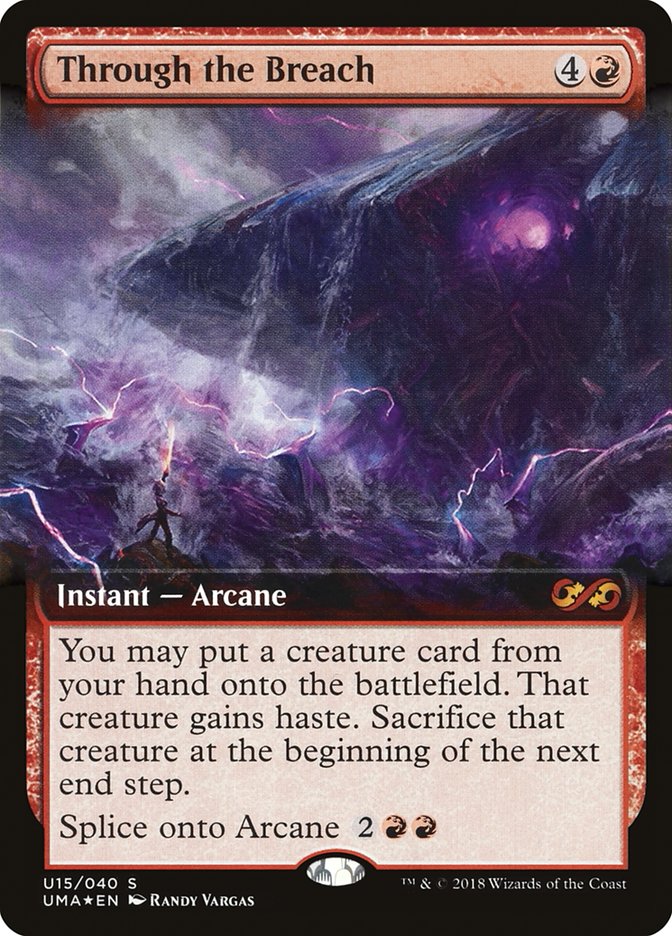 Through the Breach 4
Instant — Arcane
You may put a creature card from
your hand onto the battlefield. That
creature gains haste. Sacrifice that
creature at the beginning of the next
end step.
Splice onto Arcane 2
U15/040 S
™ & © 2018 Wizards of the Coast
UMA★EN Randy Vargas